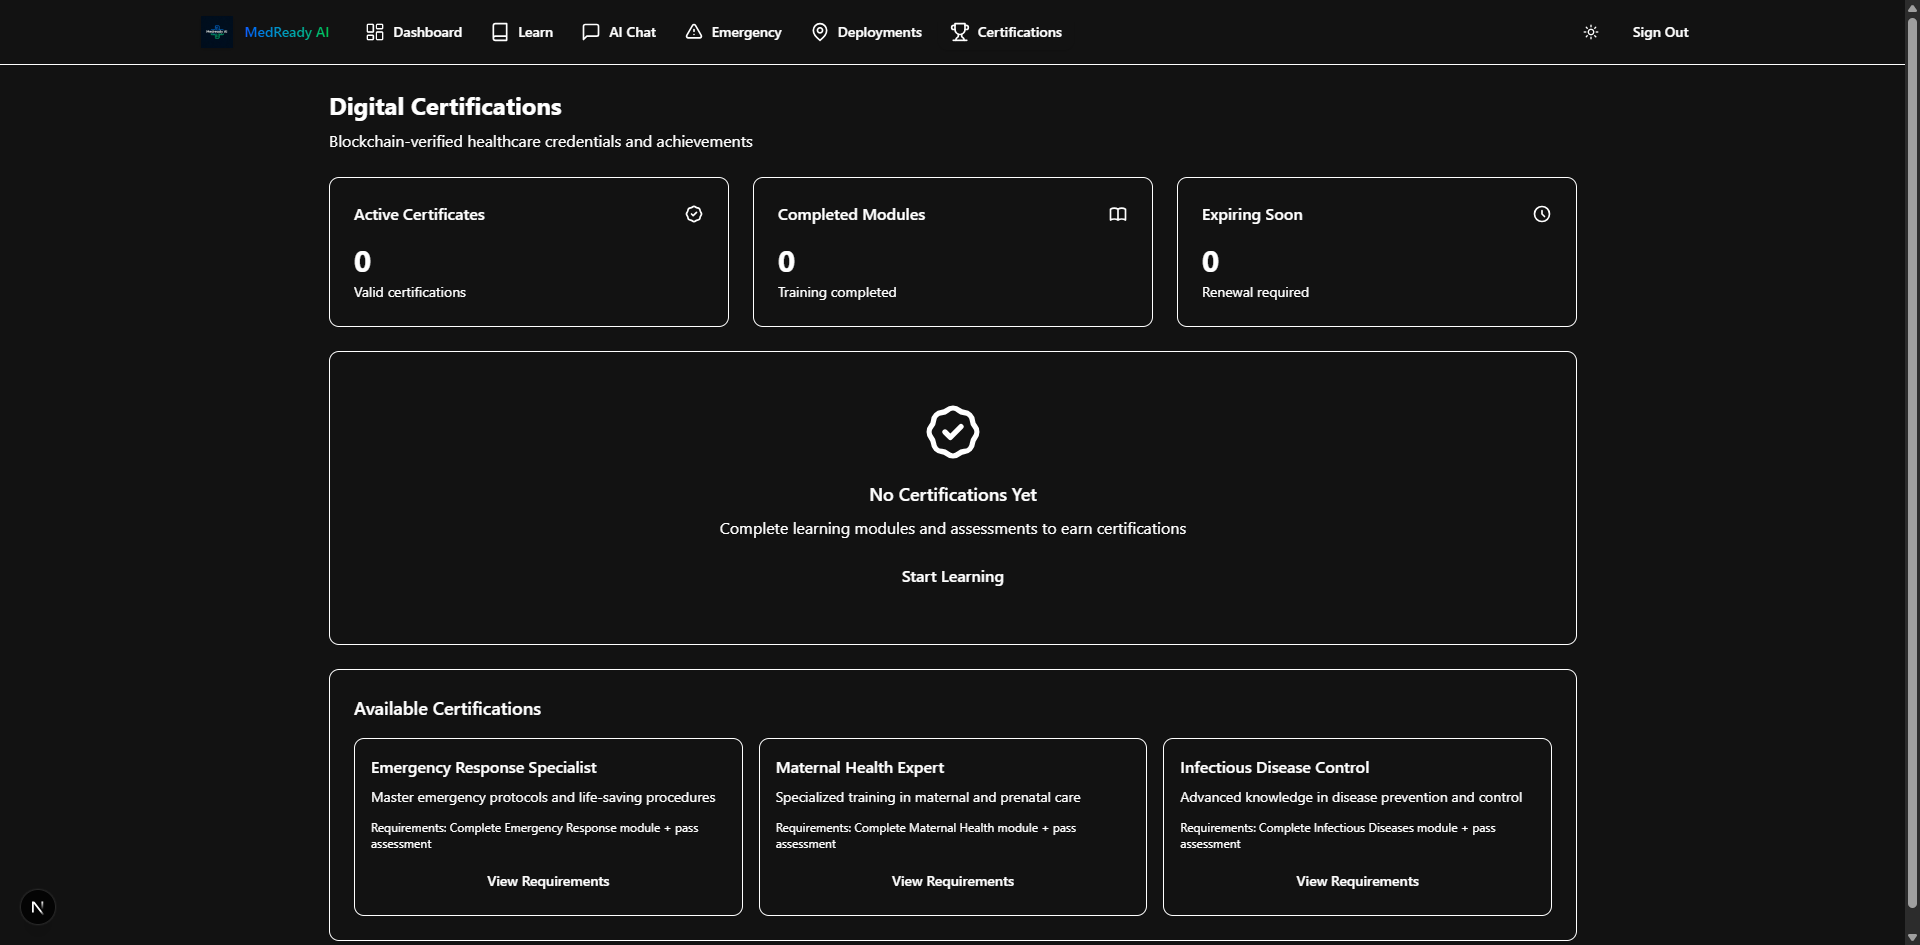 MedReady AI
Dashboard
Learn
AI Chat
Emergency
Deployments
Certifications
Sign Out
Digital Certifications
Blockchain-verified healthcare credentials and achievements
Active Certificates
0
Valid certifications
Completed Modules
0
Training completed
Expiring Soon
0
Renewal required
No Certifications Yet
Complete learning modules and assessments to earn certifications
Start Learning
Available Certifications
Emergency Response Specialist
Master emergency protocols and life-saving procedures
Requirements: Complete Emergency Response module + pass
assessment
View Requirements
Maternal Health Expert
Specialized training in maternal and prenatal care
Requirements: Complete Maternal Health module + pass
assessment
View Requirements
Infectious Disease Control
Advanced knowledge in disease prevention and control
Requirements: Complete Infectious Diseases module + pass
assessment
View Requirements
N